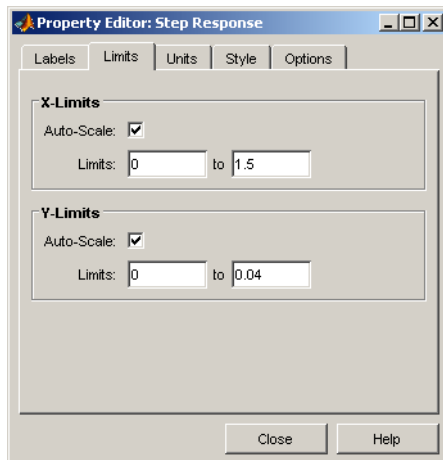 Property Editor: Step Response
Labels Limits Units Style Options
X-Limits
Auto-Scale:
Limits: 0 to 1.5
Y-Limits
Auto-Scale:
Limits: 0 to 0.04
Close Help